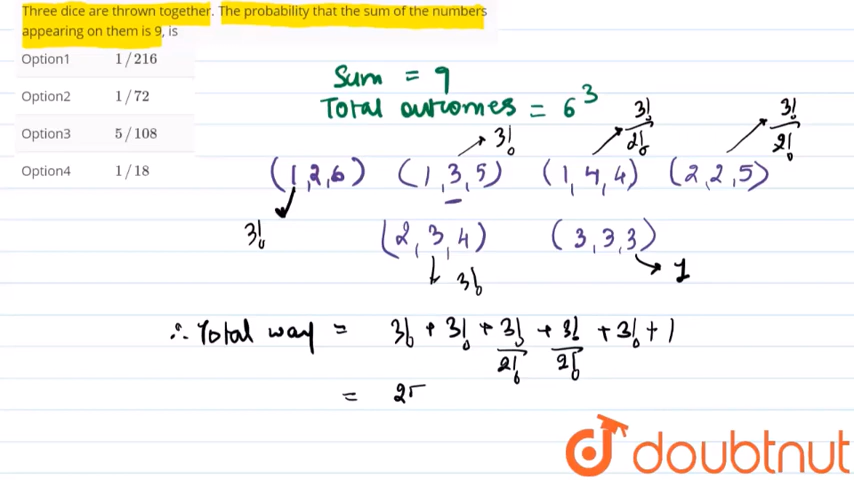 Three dice are thrown together. The probability that the sum of the numbers
appearing on them is 9, is
Option1 1/216
Option2 1/72
Option3 5/108
Option4 1/18
Sum = 9
Total outcomes = 6^3
3! 3!/2! 3!/2!
(1,2,6) (1,3,5) (1,4,4) (2,2,5)
3! (2,3,4) (3,3,3)
3! 1
∴ Total way = 3! + 3! + 3!/2! + 3!/2! + 3! + 1
= 25
doubtnut